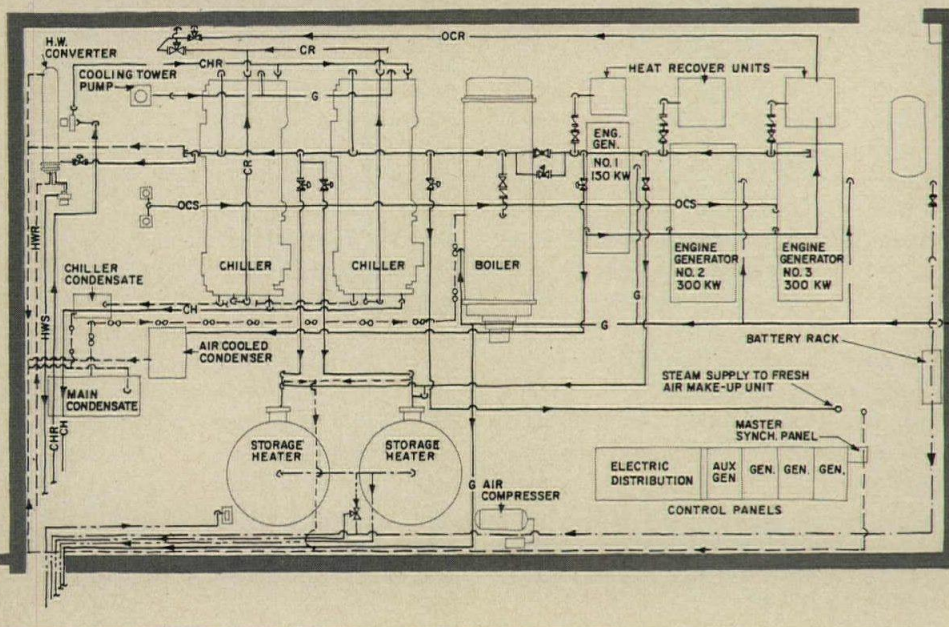 H.W.
CONVERTER
COOLING TOWER
PUMP
CHR
CR
OCR
G
HEAT RECOVER UNITS
ENG.
GEN.
NO. 1
150 KW
CR
OCS
OCS
HWR
HWS
CHILLER
CHILLER
BOILER
ENGINE
GENERATOR
NO. 2
300 KW
ENGINE
GENERATOR
NO. 3
300 KW
CHILLER
CONDENSATE
CH
G
G
AIR COOLED
CONDENSER
BATTERY RACK
MAIN
CONDENSATE
CHR
CH
STEAM SUPPLY TO FRESH
AIR MAKE-UP UNIT
MASTER
SYNCH. PANEL
STORAGE
HEATER
STORAGE
HEATER
G
AIR
COMPRESSER
ELECTRIC
DISTRIBUTION
AUX
GEN
GEN.
GEN.
GEN.
CONTROL PANELS